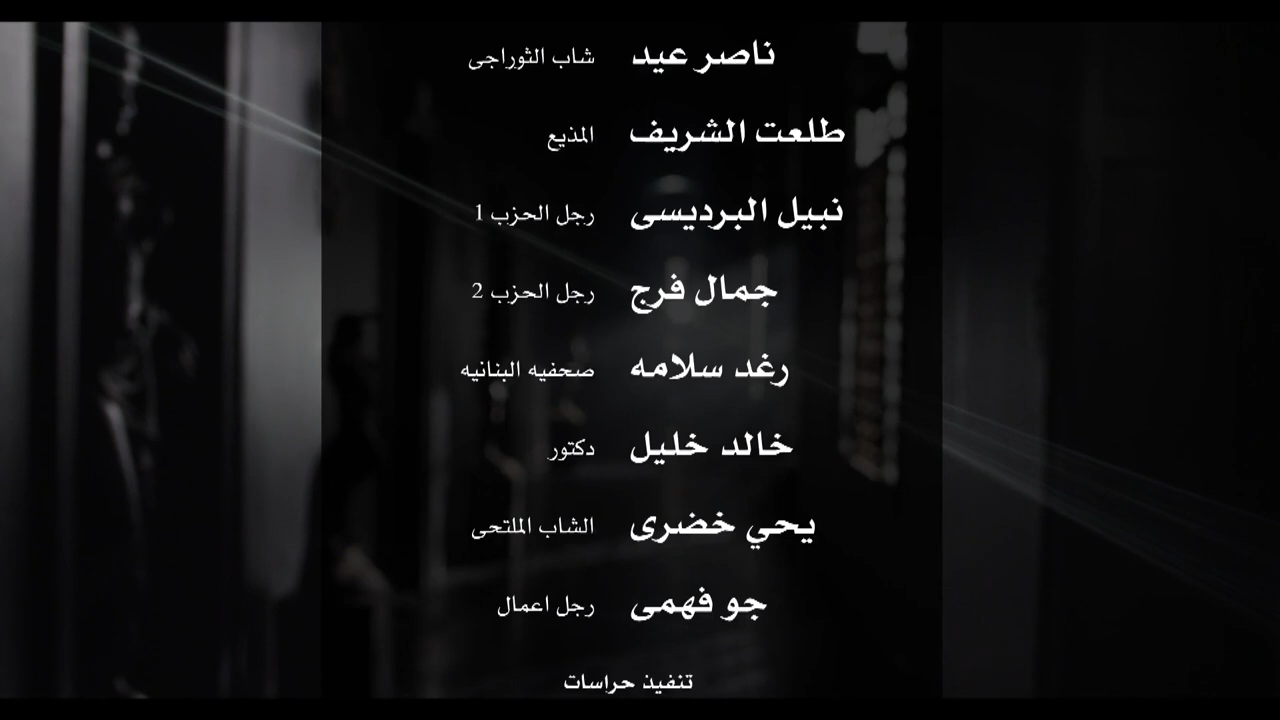 ناصر عيد شاب الثوراجى
طلعت الشريف المذيع
نبيل البرديسى رجل الحزب 1
جمال فرج رجل الحزب 2
رغد سلامه صحفيه البنانيه
خالد خليل دكتور
يحي خضرى الشاب الملتحى
جو فهمى رجل اعمال
تنفيذ حراسات